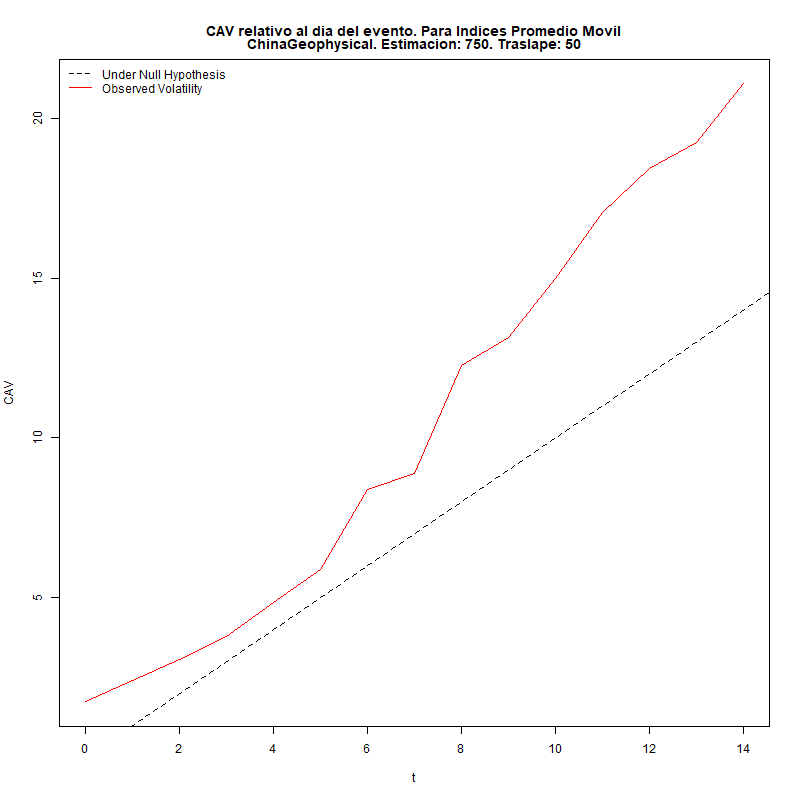 CAV relativo al dia del evento. Para Indices Promedio Movil
ChinaGeophysical. Estimacion: 750. Traslape: 50
Under Null Hypothesis
Observed Volatility
20
15
10
5
CAV
0 2 4 6 8 10 12 14
t